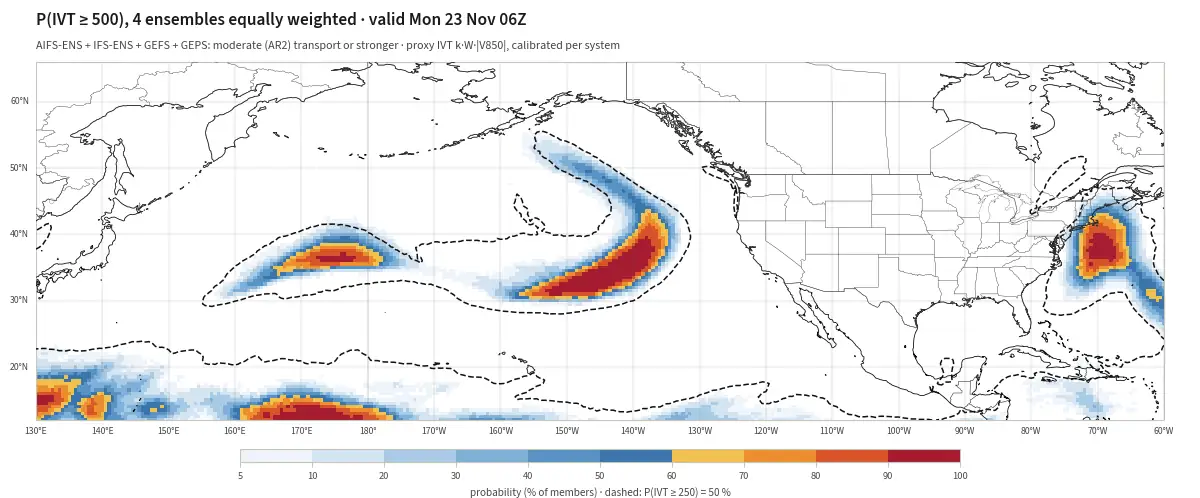 P(IVT ≥ 500), 4 ensembles equally weighted · valid Mon 23 Nov 06Z
AIFS-ENS + IFS-ENS + GEFS + GEPS: moderate (AR2) transport or stronger · proxy IVT k·W·|V850|, calibrated per system
60°N
50°N
40°N
30°N
20°N
130°E 140°E 150°E 160°E 170°E 180° 170°W 160°W 150°W 140°W 130°W 120°W 110°W 100°W 90°W 80°W 70°W 60°W
5 10 20 30 40 50 60 70 80 90 100
probability (% of members) · dashed: P(IVT ≥ 250) = 50 %